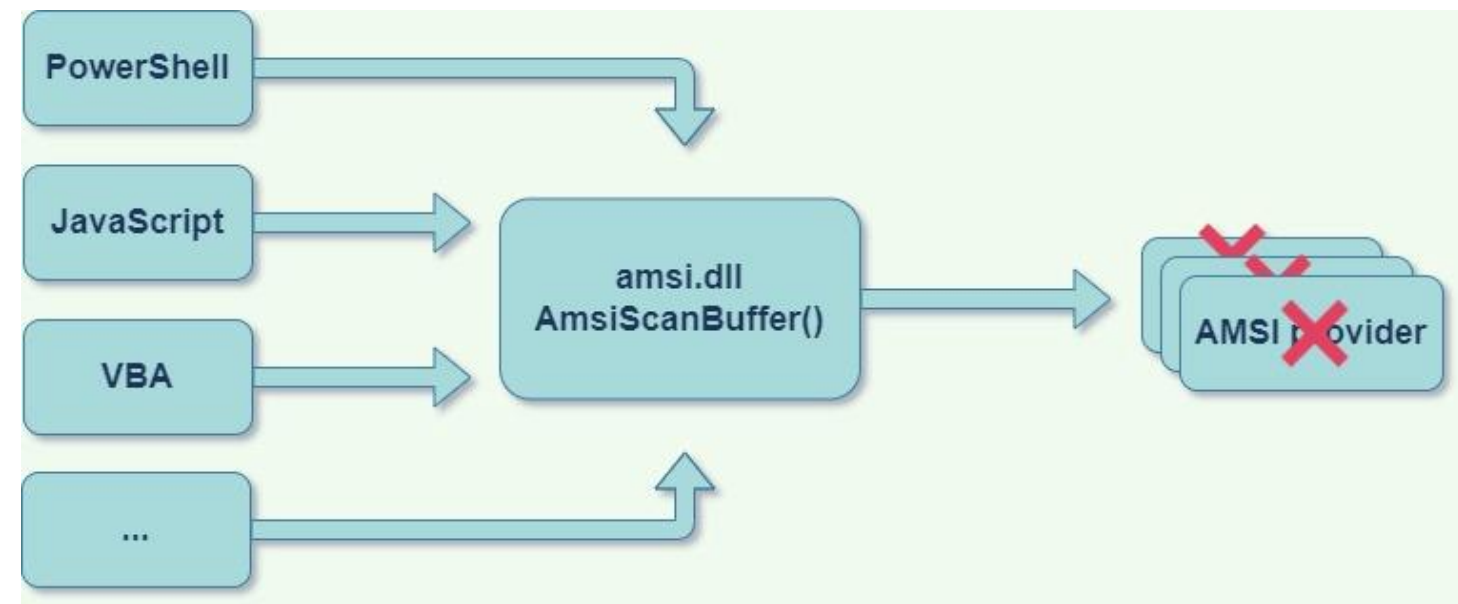 PowerShell
JavaScript
VBA
...
amsi.dll
AmsiScanBuffer()
AMSI provider